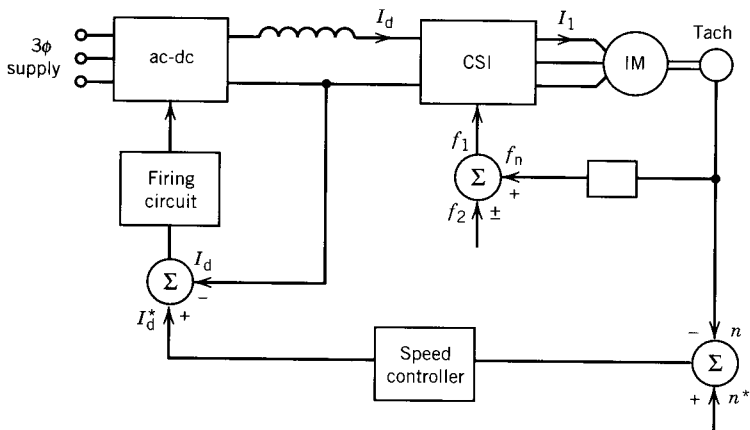 3ϕ
supply
ac-dc
I_d
CSI
I_1
IM
Tach
Firing
circuit
f_1
f_n
Σ
+
f_2
±
Σ
I_d
−
I_d*
+
Speed
controller
−
n
Σ
+
n*